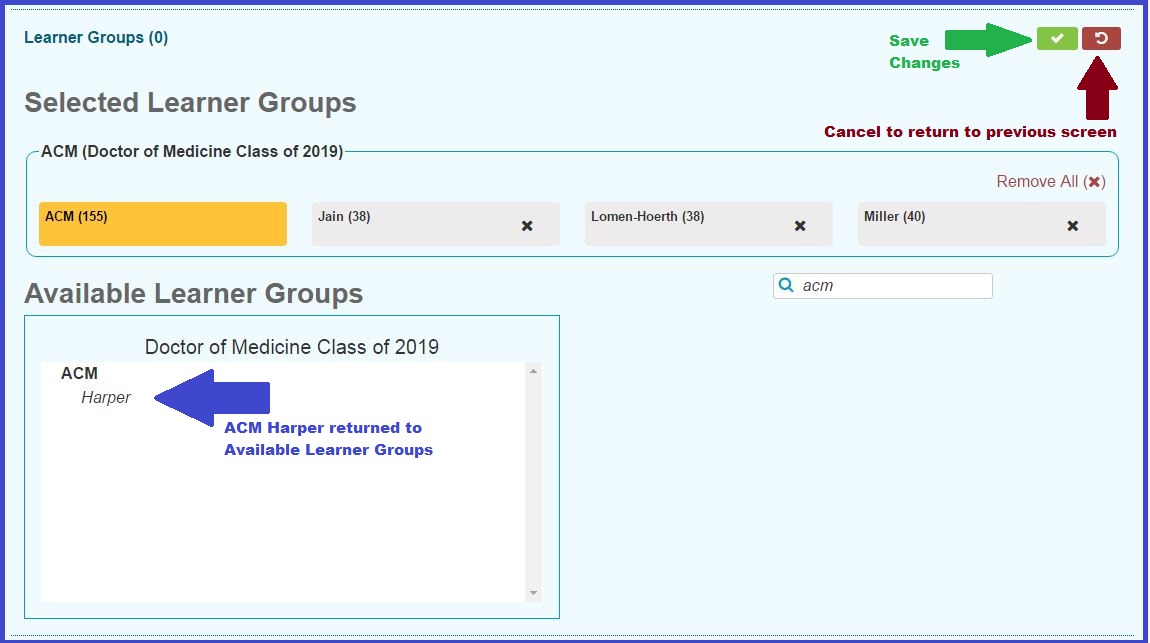 Learner Groups (0)
Save
Changes
Selected Learner Groups
Cancel to return to previous screen
ACM (Doctor of Medicine Class of 2019)
Remove All (✖)
ACM (155)
Jain (38)
Lomen-Hoerth (38)
Miller (40)
Available Learner Groups
acm
Doctor of Medicine Class of 2019
ACM
Harper
ACM Harper returned to
Available Learner Groups